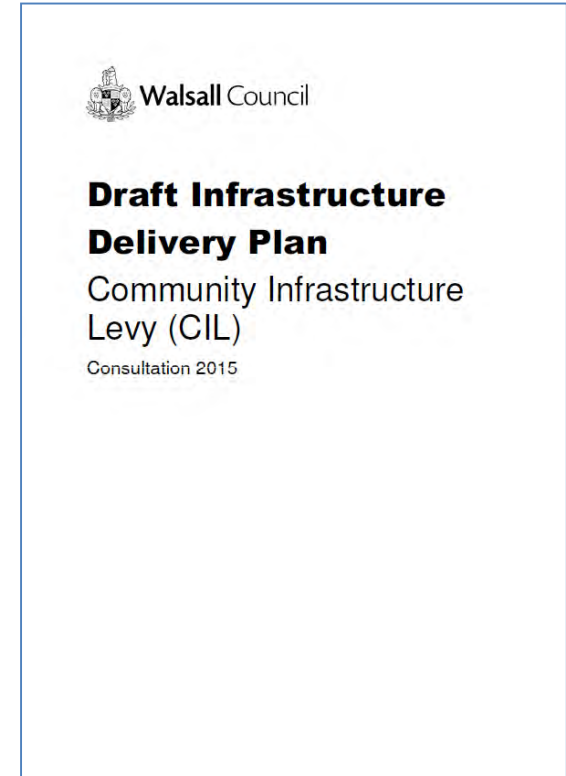 Walsall Council
Draft Infrastructure
Delivery Plan
Community Infrastructure
Levy (CIL)
Consultation 2015